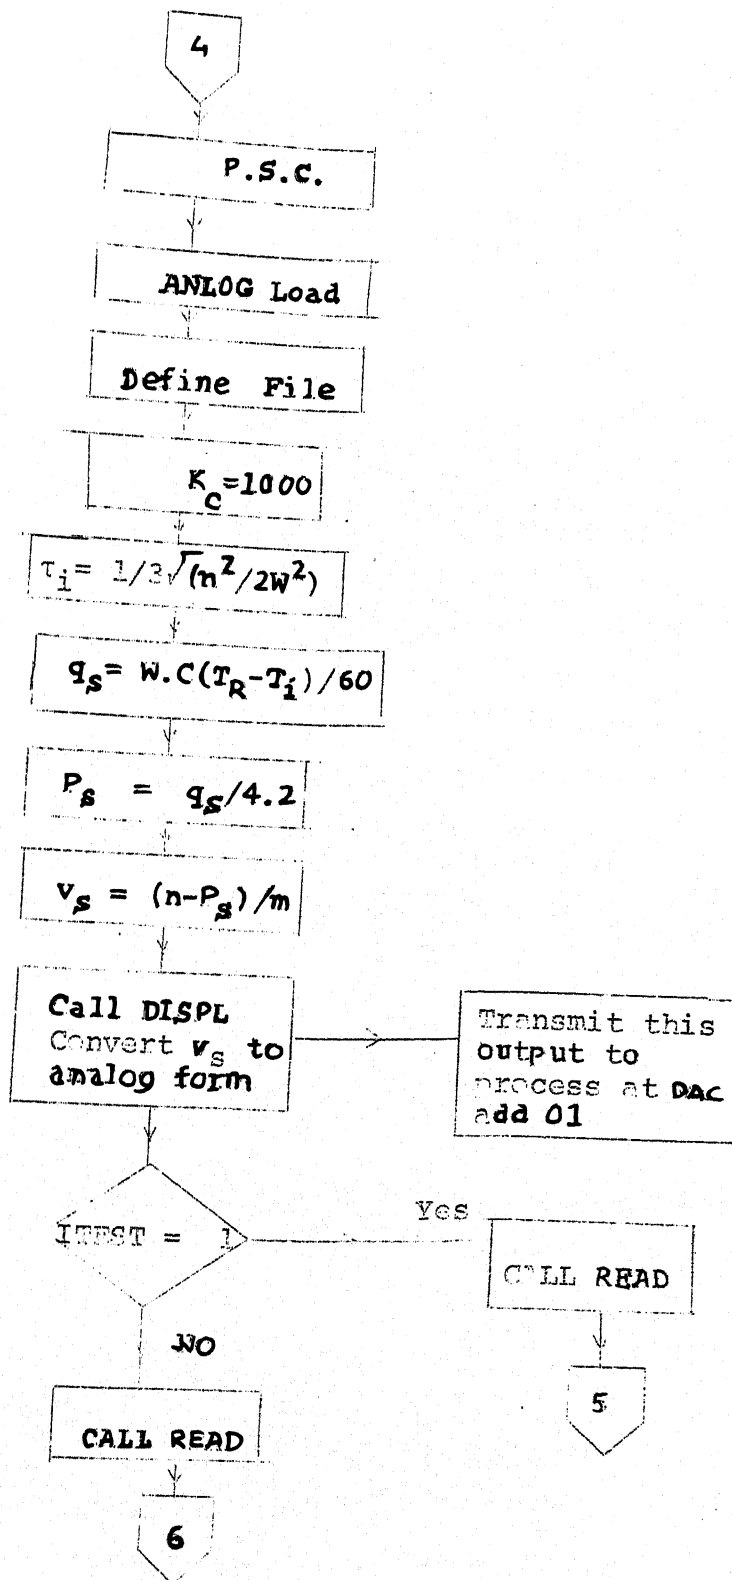 4
P.S.C.
ANLOG Load
Define File
K_c=1000
τ_i= 1/3√(n²/2W²)
q_s= W.C(T_R-T_i)/60
P_s = q_s/4.2
v_s = (n-P_s)/m
Call DISPL
Convert v_s to
analog form
Transmit this
output to
process at DAC
add 01
ITEST = 1
Yes
CALL READ
5
NO
CALL READ
6